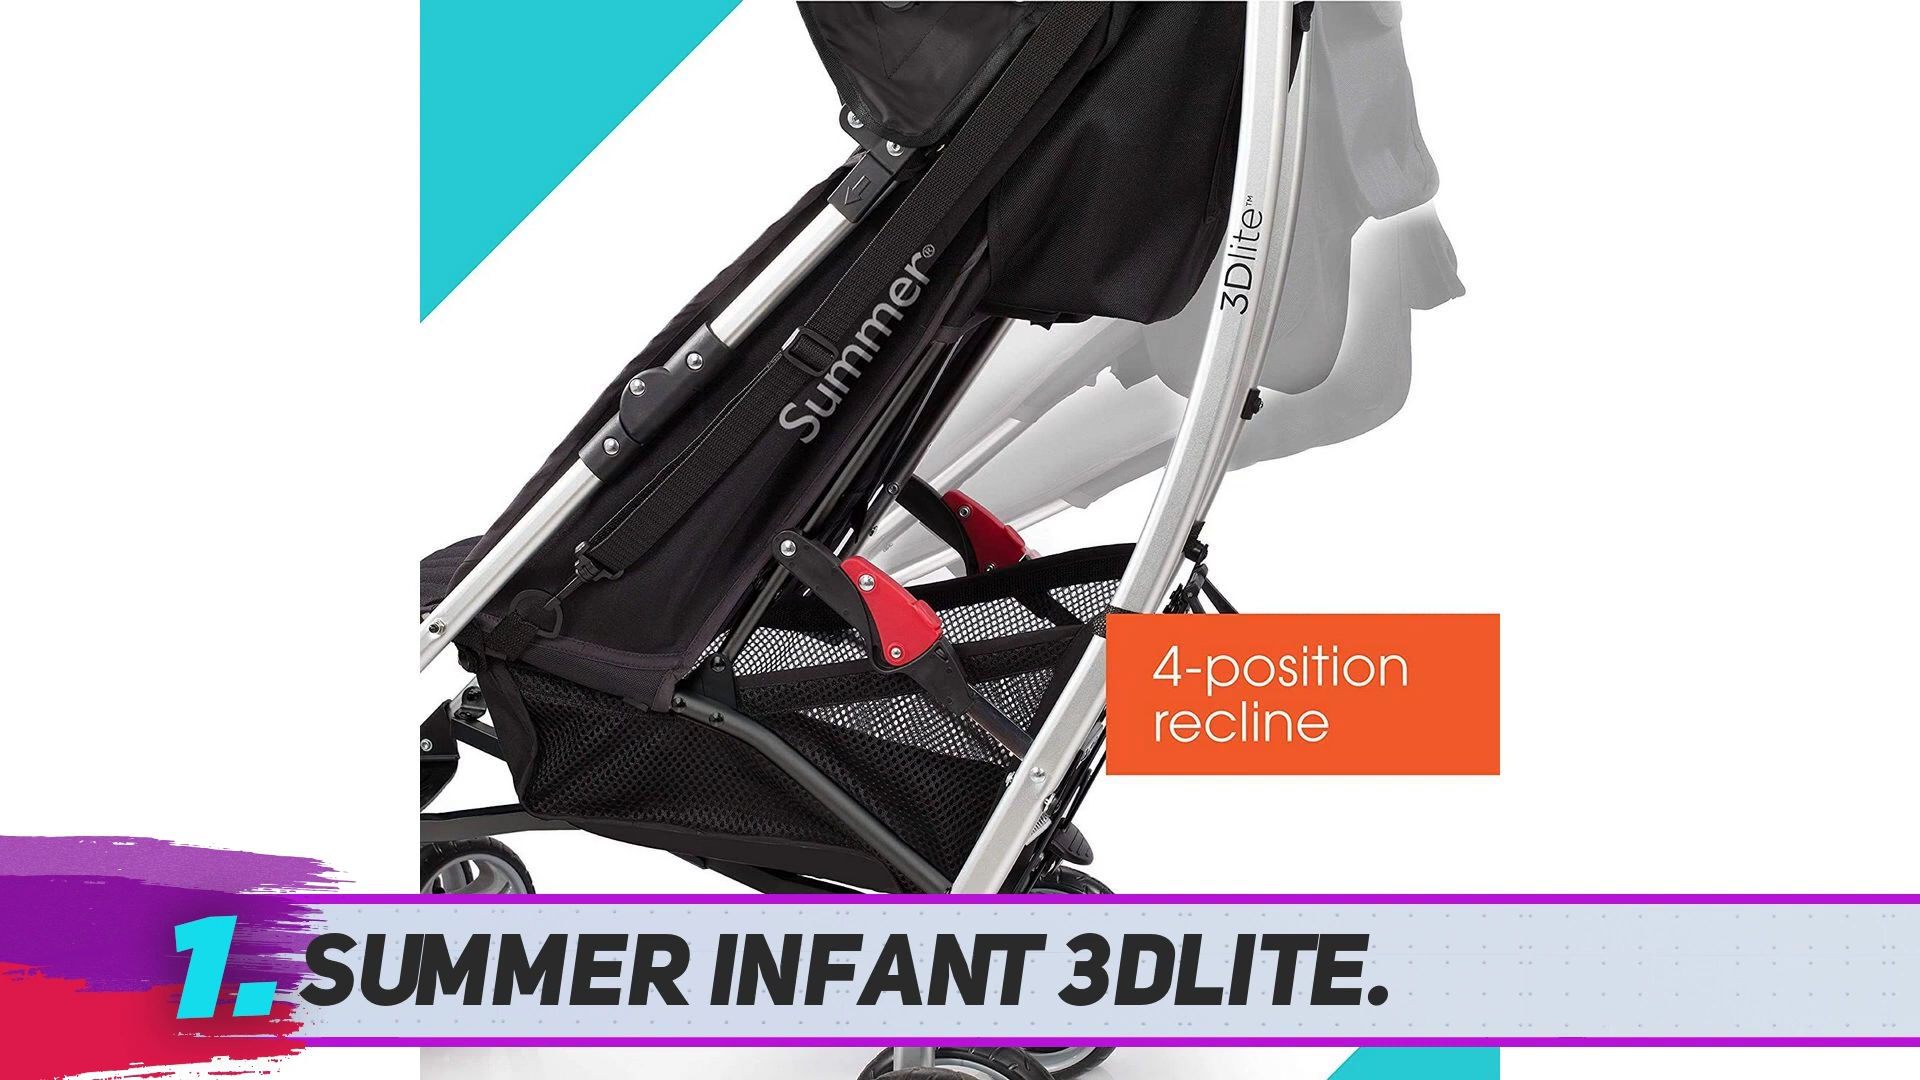 Summer®
3Dlite™
4-position
recline
1. SUMMER INFANT 3DLITE.